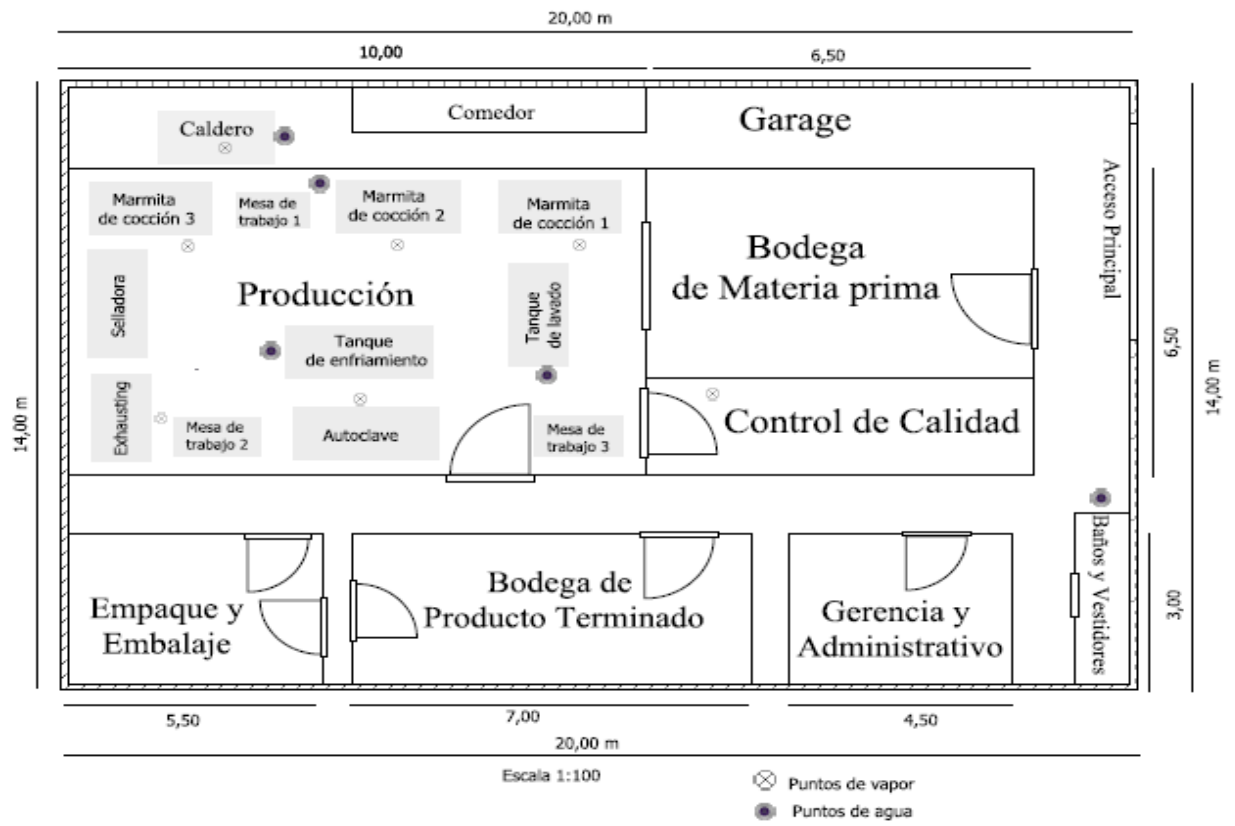 20,00 m
10,00
6,50
Comedor
Garage
Caldero
Acceso Principal
Marmita
de cocción 3
Mesa de
trabajo 1
Marmita
de cocción 2
Marmita
de cocción 1
Bodega
de Materia prima
Selladora
Producción
Tanque
de lavado
Tanque
de enfriamiento
6,50
14,00 m
14,00 m
Exhausting
Mesa de
trabajo 2
Autoclave
Mesa de
trabajo 3
Control de Calidad
Baños y Vestidores
Empaque y
Embalaje
Bodega de
Producto Terminado
Gerencia y
Administrativo
3,00
5,50
7,00
4,50
20,00 m
Escala 1:100
Puntos de vapor
Puntos de agua